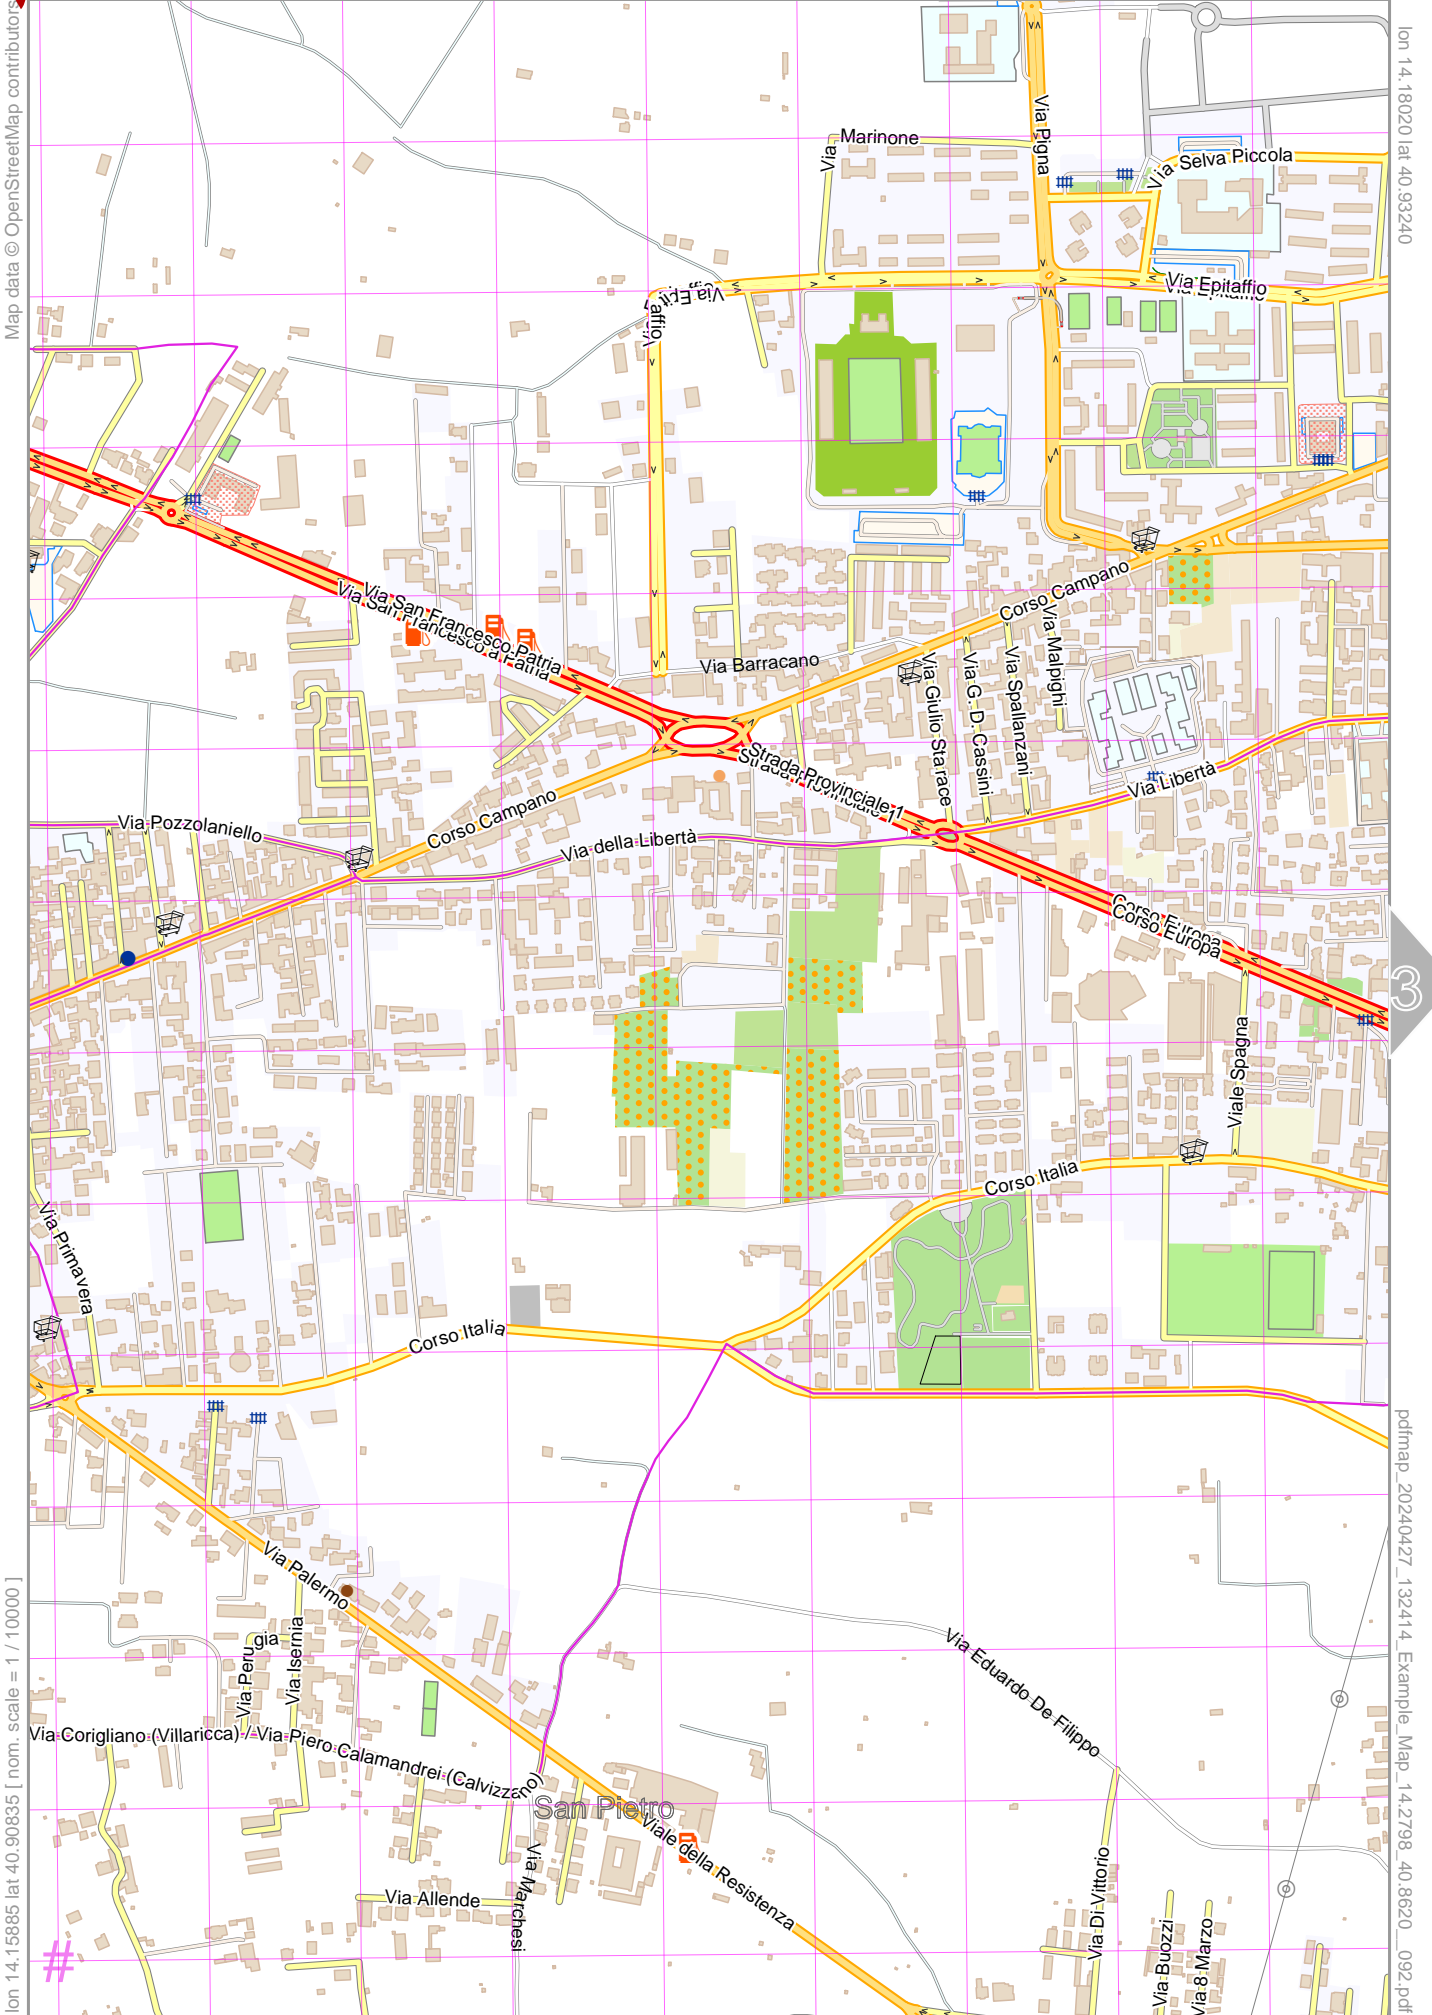 Map data © OpenStreetMap contributors
lon 14.18020 lat 40.93240
Via Pigna
Via Marinone
Via Selva Piccola
Via Epitaffio
Via Epitaffio
Via Epitaffio
Via San Francesco Patria
Via San Francesco a Patria
Corso Campano
Via Barracano
Via Malpighi
Via Spallanzani
Via G. D. Cassini
Via Giulio Starace
Strada Provinciale 1
Strada Provinciale 1
Via Libertà
Corso Campano
Via Pozzolaniello
Via della Libertà
Corso Europa
Corso Europa
3
Viale Spagna
Corso Italia
Via Primavera
Corso Italia
Via Palermo
Via Perugia
Via Isernia
Via Eduardo De Filippo
Via Corigliano (Villaricca) / Via Piero Calamandrei (Calvizzano)
San Pietro
Viale della Resistenza
Via Marchesi
Via Allende
Via Di Vittorio
Via Buozzi
Via 8 Marzo
#
lon 14.15885 lat 40.90835 [ nom. scale = 1 / 10000 ]
pdfmap_20240427_132414_Example_Map_14.2798_40.8620__092.pdf